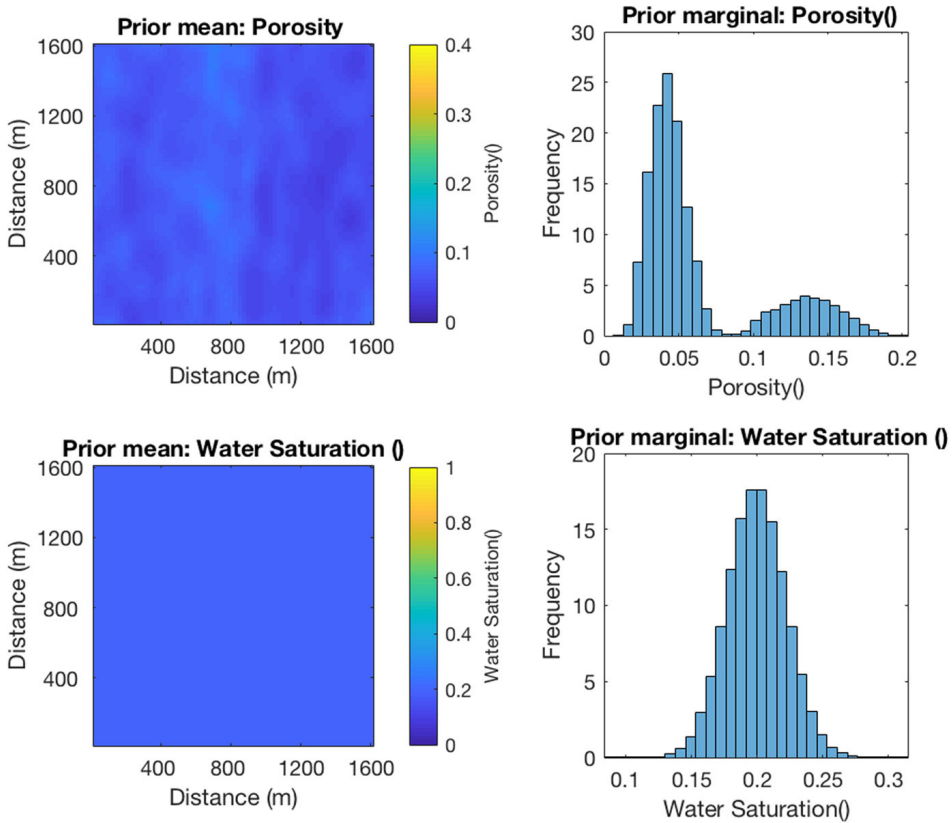 Prior mean: Porosity
1600
1200
800
400
Distance (m)
400 800 1200 1600
Distance (m)
0.4
0.3
0.2
0.1
0
Porosity()
Prior marginal: Porosity()
30
25
20
15
10
5
0
Frequency
0 0.05 0.1 0.15 0.2
Porosity()
Prior mean: Water Saturation ()
1600
1200
800
400
Distance (m)
400 800 1200 1600
Distance (m)
1
0.8
0.6
0.4
0.2
0
Water Saturation()
Prior marginal: Water Saturation ()
20
15
10
5
0
Frequency
0.1 0.15 0.2 0.25 0.3
Water Saturation()